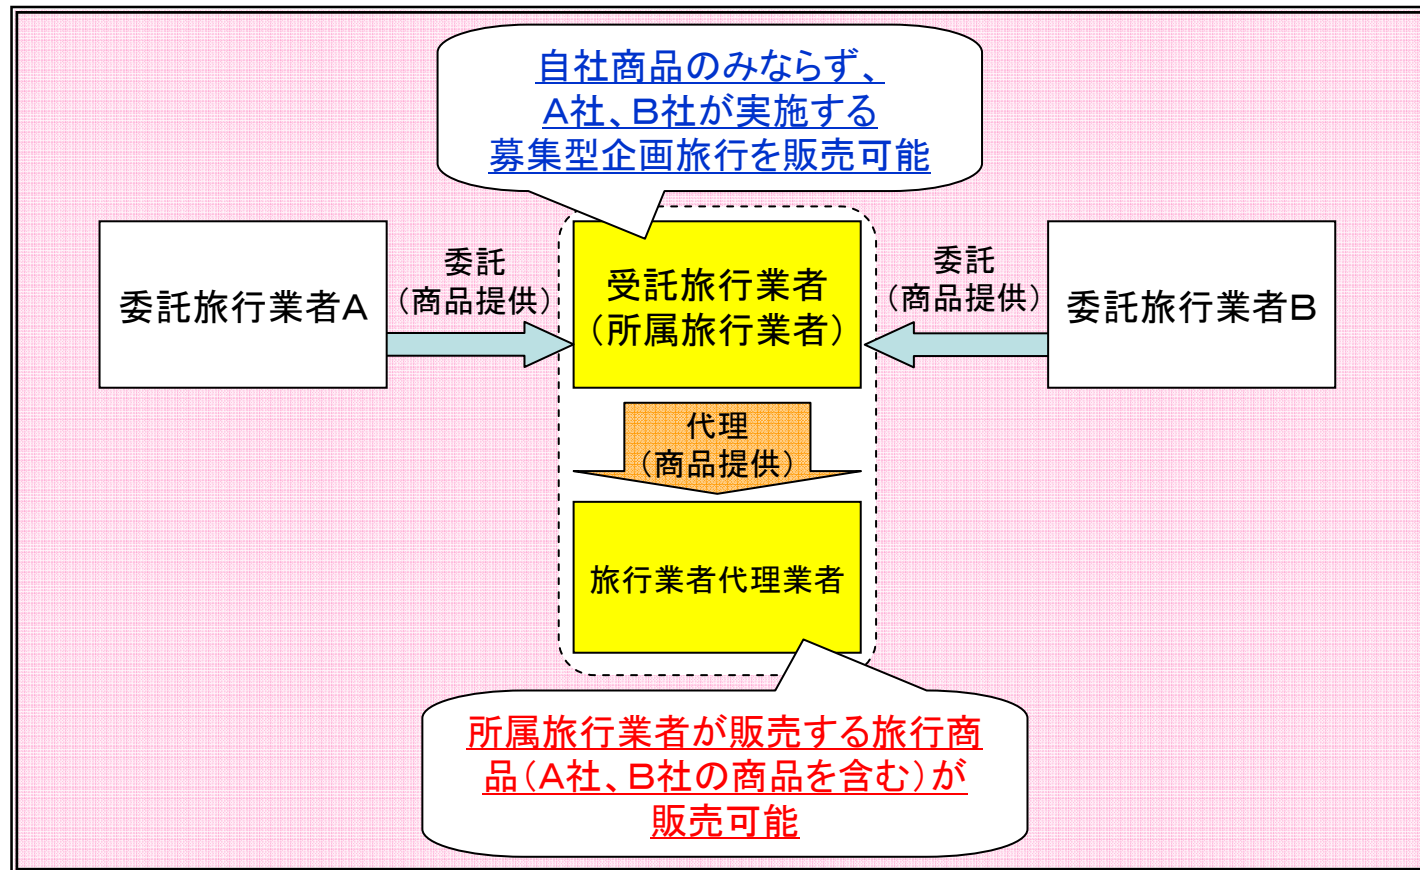 自社商品のみならず、
A社、B社が実施する
募集型企画旅行を販売可能
委託旅行業者A
委託
（商品提供）
受託旅行業者
（所属旅行業者）
委託
（商品提供）
委託旅行業者B
代理
（商品提供）
旅行業者代理業者
所属旅行業者が販売する旅行商
品（A社、B社の商品を含む）が
販売可能